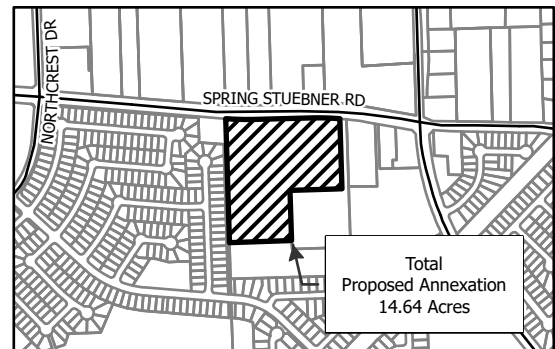 NORTHCREST DR
SPRING STUEBNER RD
Total
Proposed Annexation
14.64 Acres